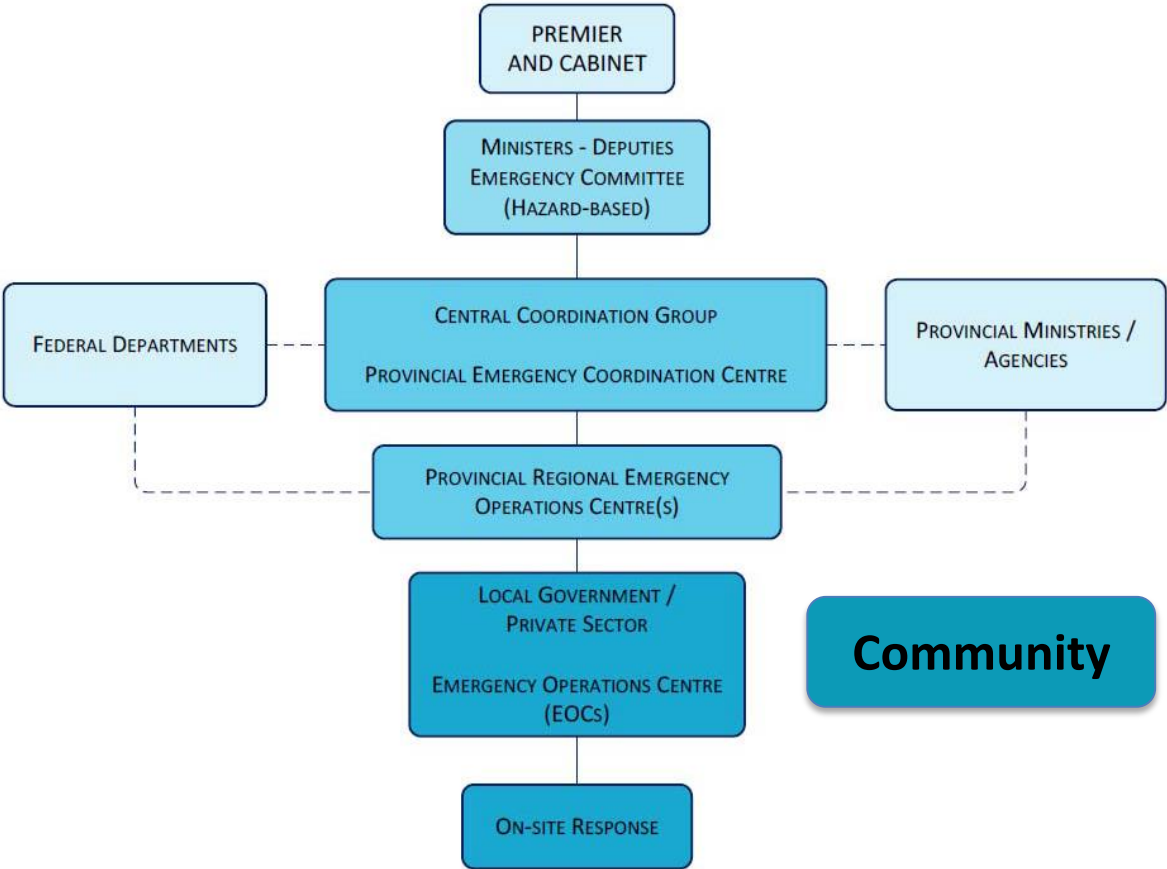 PREMIER
AND CABINET
MINISTERS - DEPUTIES
EMERGENCY COMMITTEE
(HAZARD-BASED)
FEDERAL DEPARTMENTS
CENTRAL COORDINATION GROUP
PROVINCIAL EMERGENCY COORDINATION CENTRE
PROVINCIAL MINISTRIES /
AGENCIES
PROVINCIAL REGIONAL EMERGENCY
OPERATIONS CENTRE(S)
LOCAL GOVERNMENT /
PRIVATE SECTOR
EMERGENCY OPERATIONS CENTRE
(EOCS)
Community
ON-SITE RESPONSE